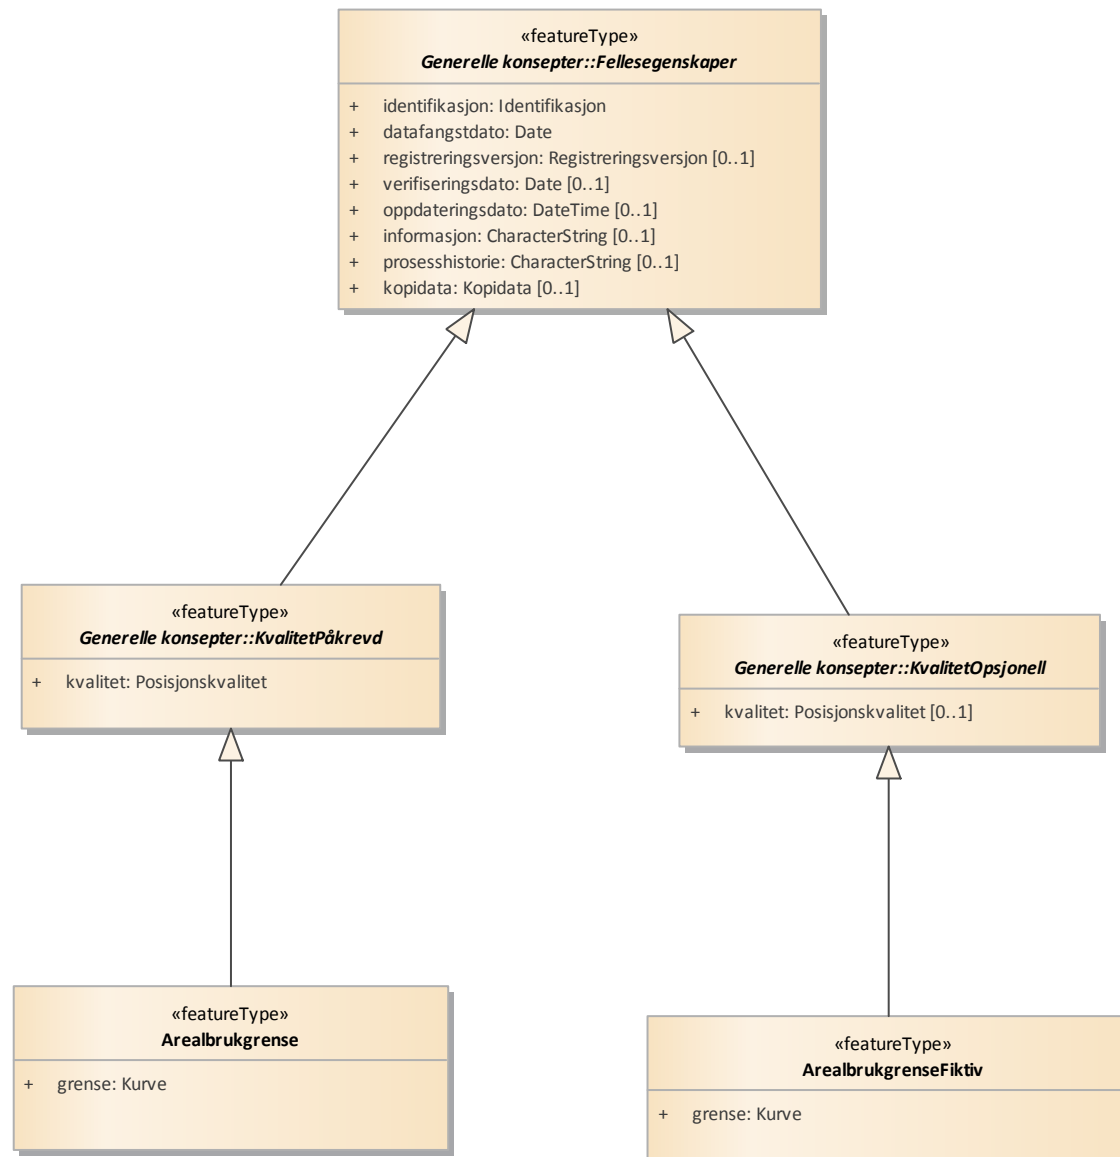 «featureType»
Generelle konsepter::Fellesegenskaper
+ identifikasjon: Identifikasjon
+ datafangstdato: Date
+ registreringsversjon: Registreringsversjon [0..1]
+ verifiseringsdato: Date [0..1]
+ oppdateringsdato: DateTime [0..1]
+ informasjon: CharacterString [0..1]
+ prosesshistorie: CharacterString [0..1]
+ kopidata: Kopidata [0..1]
«featureType»
Generelle konsepter::KvalitetPåkrevd
+ kvalitet: Posisjonskvalitet
«featureType»
Generelle konsepter::KvalitetOpsjonell
+ kvalitet: Posisjonskvalitet [0..1]
«featureType»
Arealbrukgrense
+ grense: Kurve
«featureType»
ArealbrukgrenseFiktiv
+ grense: Kurve